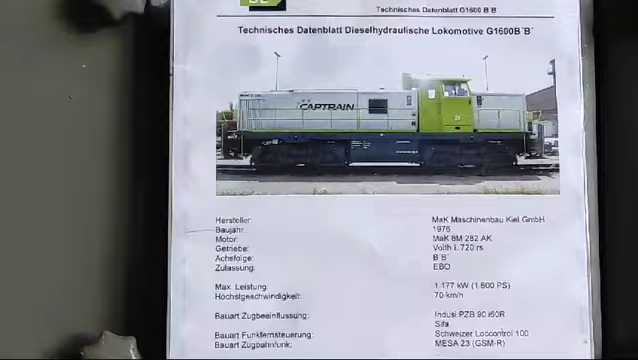 Technisches Datenblatt G1600 B B
Technisches Datenblatt Dieselhydraulische Lokomotive G1600B´B´
CAPTRAIN
Hersteller: MaK Maschinenbau Kiel GmbH
Baujahr: 1976
Motor: MaK 8M 282 AK
Getriebe: Voith L 720 rs
Achsfolge: B´B´
Zulassung: EBO
Max. Leistung: 1.177 kW (1.600 PS)
Höchstgeschwindigkeit: 70 km/h
Bauart Zugbeeinflussung: Indusi PZB 90 i60R
Sifa
Bauart Funkfernsteuerung: Schweizer Loccontrol 100
Bauart Zugbahnfunk: MESA 23 (GSM-R)